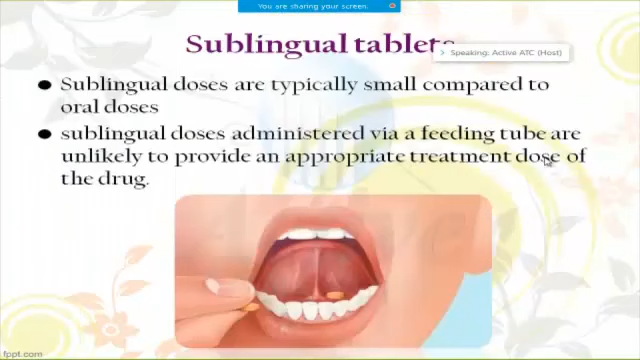 You are sharing your screen.
Sublingual tablets
Speaking: Active ATC (Host)
Sublingual doses are typically small compared to
oral doses
sublingual doses administered via a feeding tube are
unlikely to provide an appropriate treatment dose of
the drug.
fppt.com